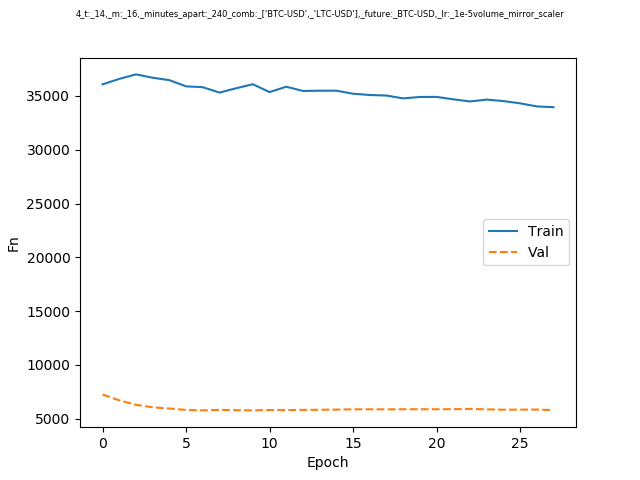 4_t:_14,_m:_16,_minutes_apart:_240_comb:_['BTC-USD',_'LTC-USD'],_future:_BTC-USD,_lr:_1e-5volume_mirror_scaler
35000
30000
25000
20000
15000
10000
5000
Fn
Train
Val
0 5 10 15 20 25
Epoch